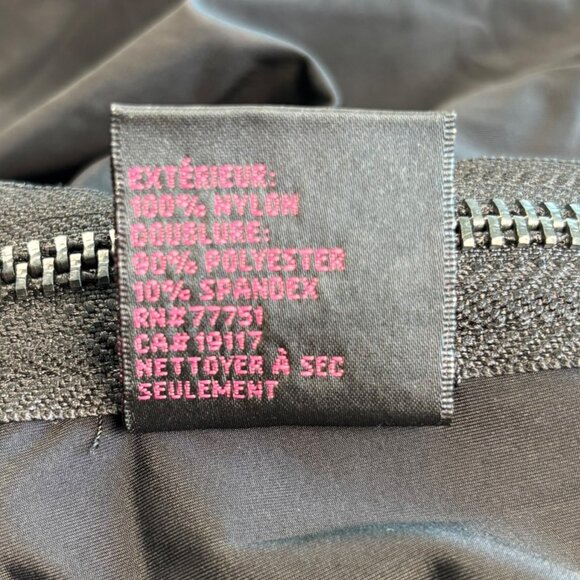 EXTÉRIEUR:
100% NYLON
DOUBLURE:
90% POLYESTER
10% SPANDEX
RN#77751
CA#19117
NETTOYER À SEC
SEULEMENT